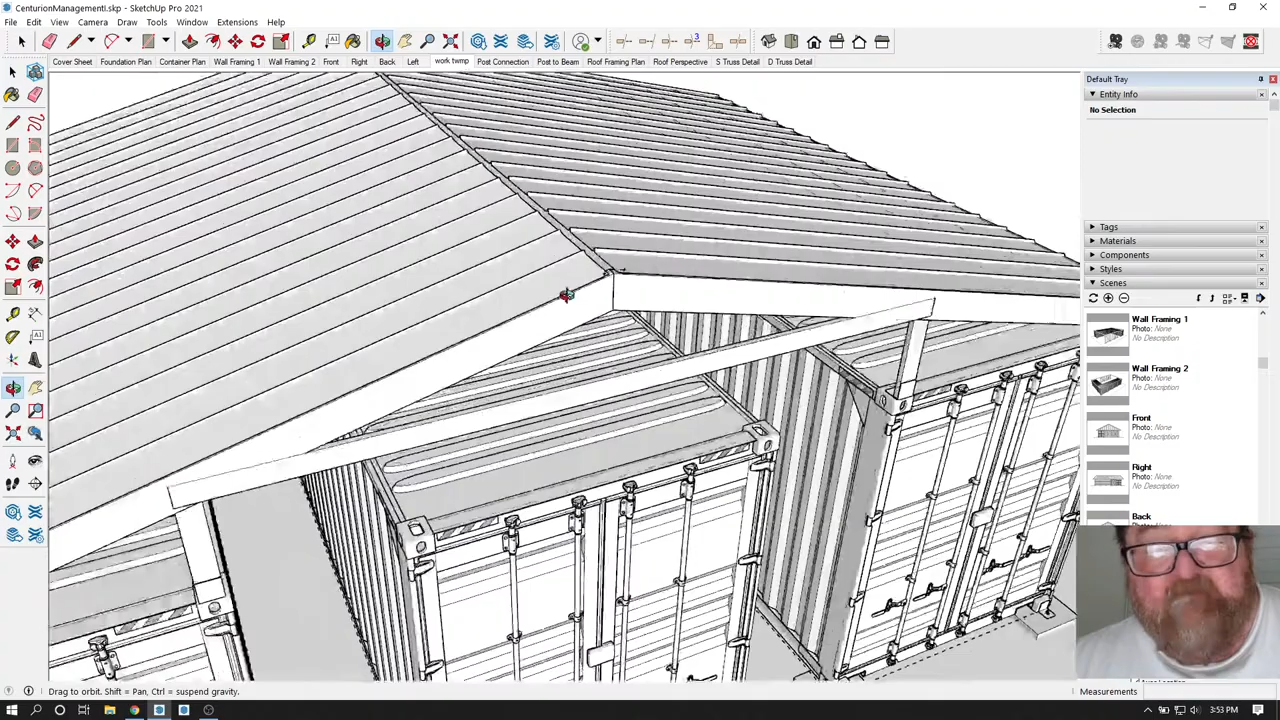 CenturionManagementI.skp - SketchUp Pro 2021
File Edit View Camera Draw Tools Window Extensions Help
Cover Sheet Foundation Plan Container Plan Wall Framing 1 Wall Framing 2 Front Right Back Left work twmp Post Connection Post to Beam Roof Framing Plan Roof Perspective S Truss Detail D Truss Detail
Default Tray
Entity Info
No Selection
Tags
Materials
Components
Styles
Scenes
Wall Framing 1
Photo: None
No Description
Wall Framing 2
Photo: None
No Description
Front
Photo: None
No Description
Right
Photo: None
No Description
Back
Drag to orbit. Shift = Pan, Ctrl = suspend gravity.
Measurements
3:53 PM